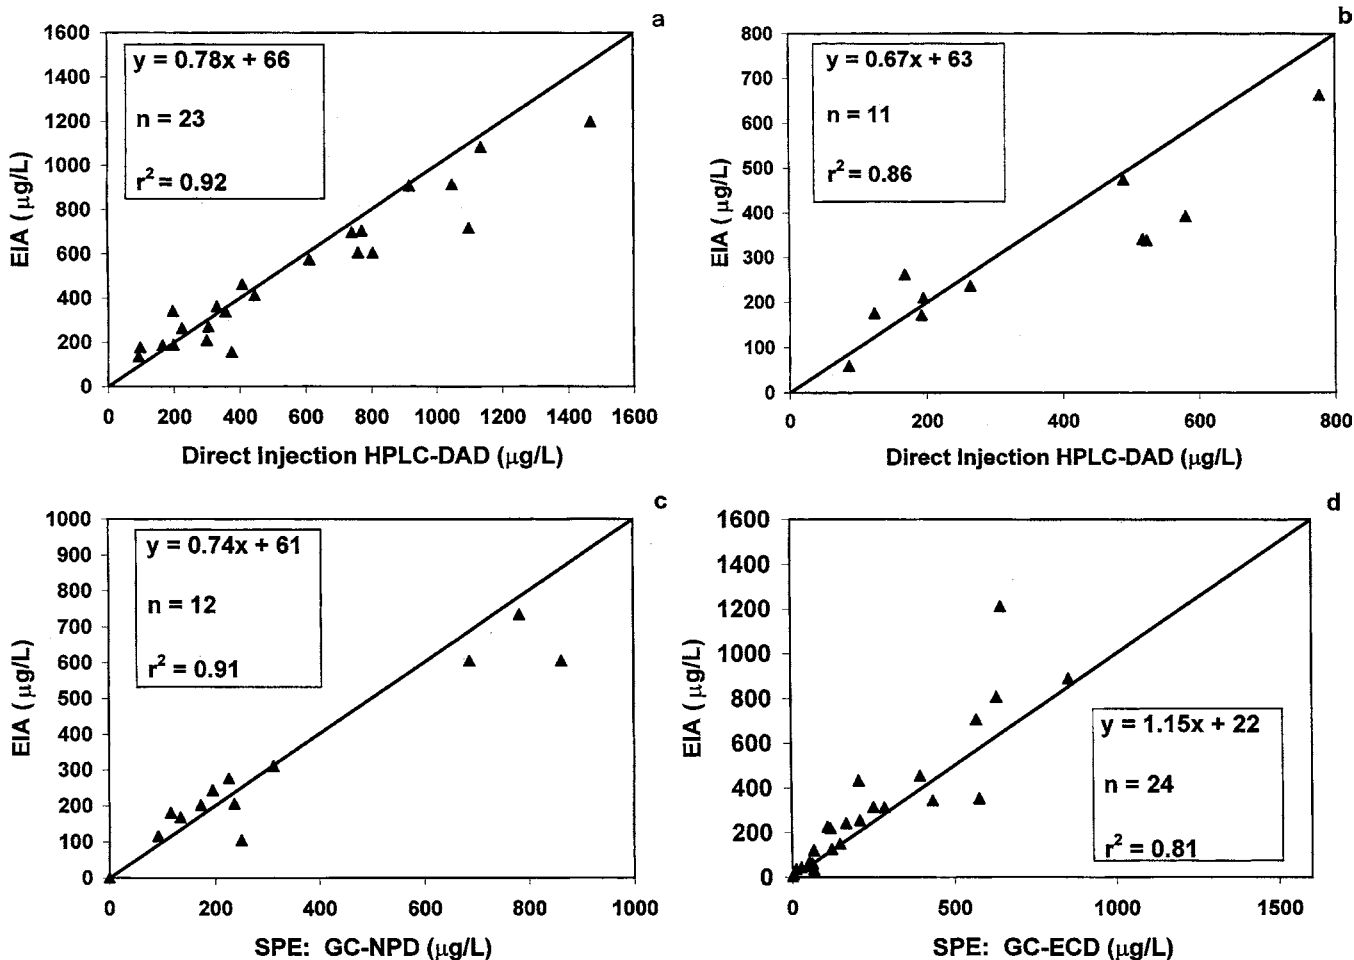 a
1600
1400
1200
1000
800
600
400
200
0
EIA ( µg/L)
y = 0.78x + 66
n = 23
r² = 0.92
0 200 400 600 800 1000 1200 1400 1600
Direct Injection HPLC-DAD (µg/L)
b
800
700
600
500
400
300
200
100
0
EIA ( µg/L)
y = 0.67x + 63
n = 11
r² = 0.86
0 200 400 600 800
Direct Injection HPLC-DAD (µg/L)
c
1000
900
800
700
600
500
400
300
200
100
0
EIA ( µg/L)
y = 0.74x + 61
n = 12
r² = 0.91
0 200 400 600 800 1000
SPE: GC-NPD (µg/L)
d
1600
1400
1200
1000
800
600
400
200
0
EIA ( µg/L)
y = 1.15x + 22
n = 24
r² = 0.81
0 500 1000 1500
SPE: GC-ECD (µg/L)